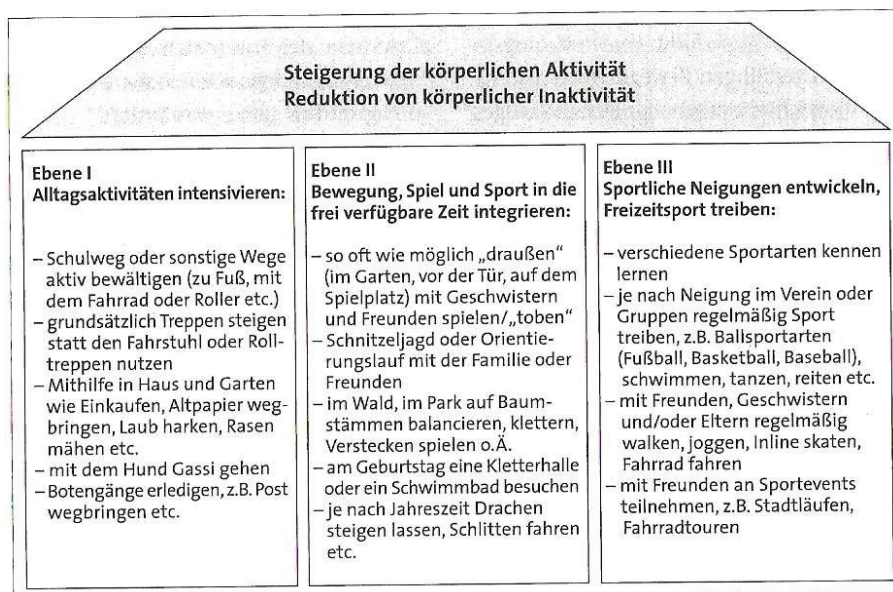 Steigerung der körperlichen Aktivität
Reduktion von körperlicher Inaktivität
Ebene I
Alltagsaktivitäten intensivieren:
– Schulweg oder sonstige Wege
aktiv bewältigen (zu Fuß, mit
dem Fahrrad oder Roller etc.)
– grundsätzlich Treppen steigen
statt den Fahrstuhl oder Roll-
treppen nutzen
– Mithilfe in Haus und Garten
wie Einkaufen, Altpapier weg-
bringen, Laub harken, Rasen
mähen etc.
– mit dem Hund Gassi gehen
– Botengänge erledigen, z.B. Post
wegbringen etc.
Ebene II
Bewegung, Spiel und Sport in die
frei verfügbare Zeit integrieren:
– so oft wie möglich „draußen“
(im Garten, vor der Tür, auf dem
Spielplatz) mit Geschwistern
und Freunden spielen/„toben“
– Schnitzeljagd oder Orientie-
rungslauf mit der Familie oder
Freunden
– im Wald, im Park auf Baum-
stämmen balancieren, klettern,
Verstecken spielen o.Ä.
– am Geburtstag eine Kletterhalle
oder ein Schwimmbad besuchen
– je nach Jahreszeit Drachen
steigen lassen, Schlitten fahren
etc.
Ebene III
Sportliche Neigungen entwickeln,
Freizeitsport treiben:
– verschiedene Sportarten kennen
lernen
– je nach Neigung im Verein oder
Gruppen regelmäßig Sport
treiben, z.B. Ballsportarten
(Fußball, Basketball, Baseball),
schwimmen, tanzen, reiten etc.
– mit Freunden, Geschwistern
und/oder Eltern regelmäßig
walken, joggen, Inline skaten,
Fahrrad fahren
– mit Freunden an Sportevents
teilnehmen, z.B. Stadtläufen,
Fahrradtouren